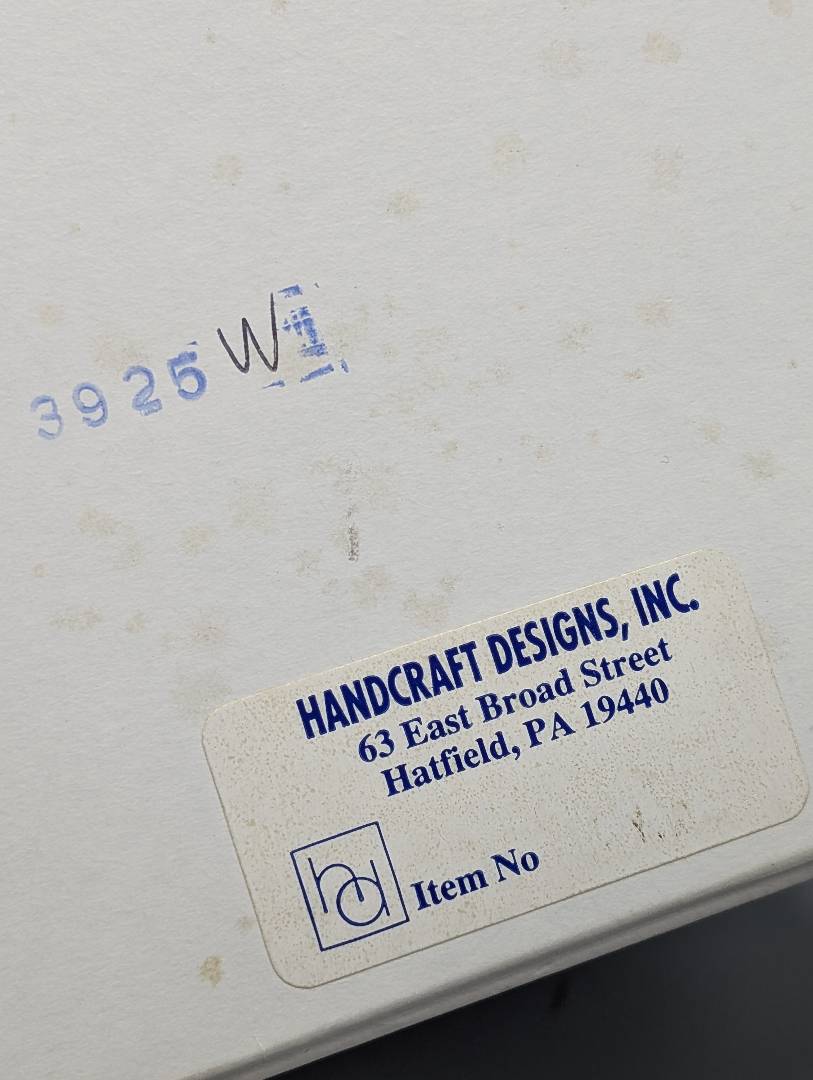 3925 W
HANDCRAFT DESIGNS, INC.
63 East Broad Street
Hatfield, PA 19440
hd
Item No